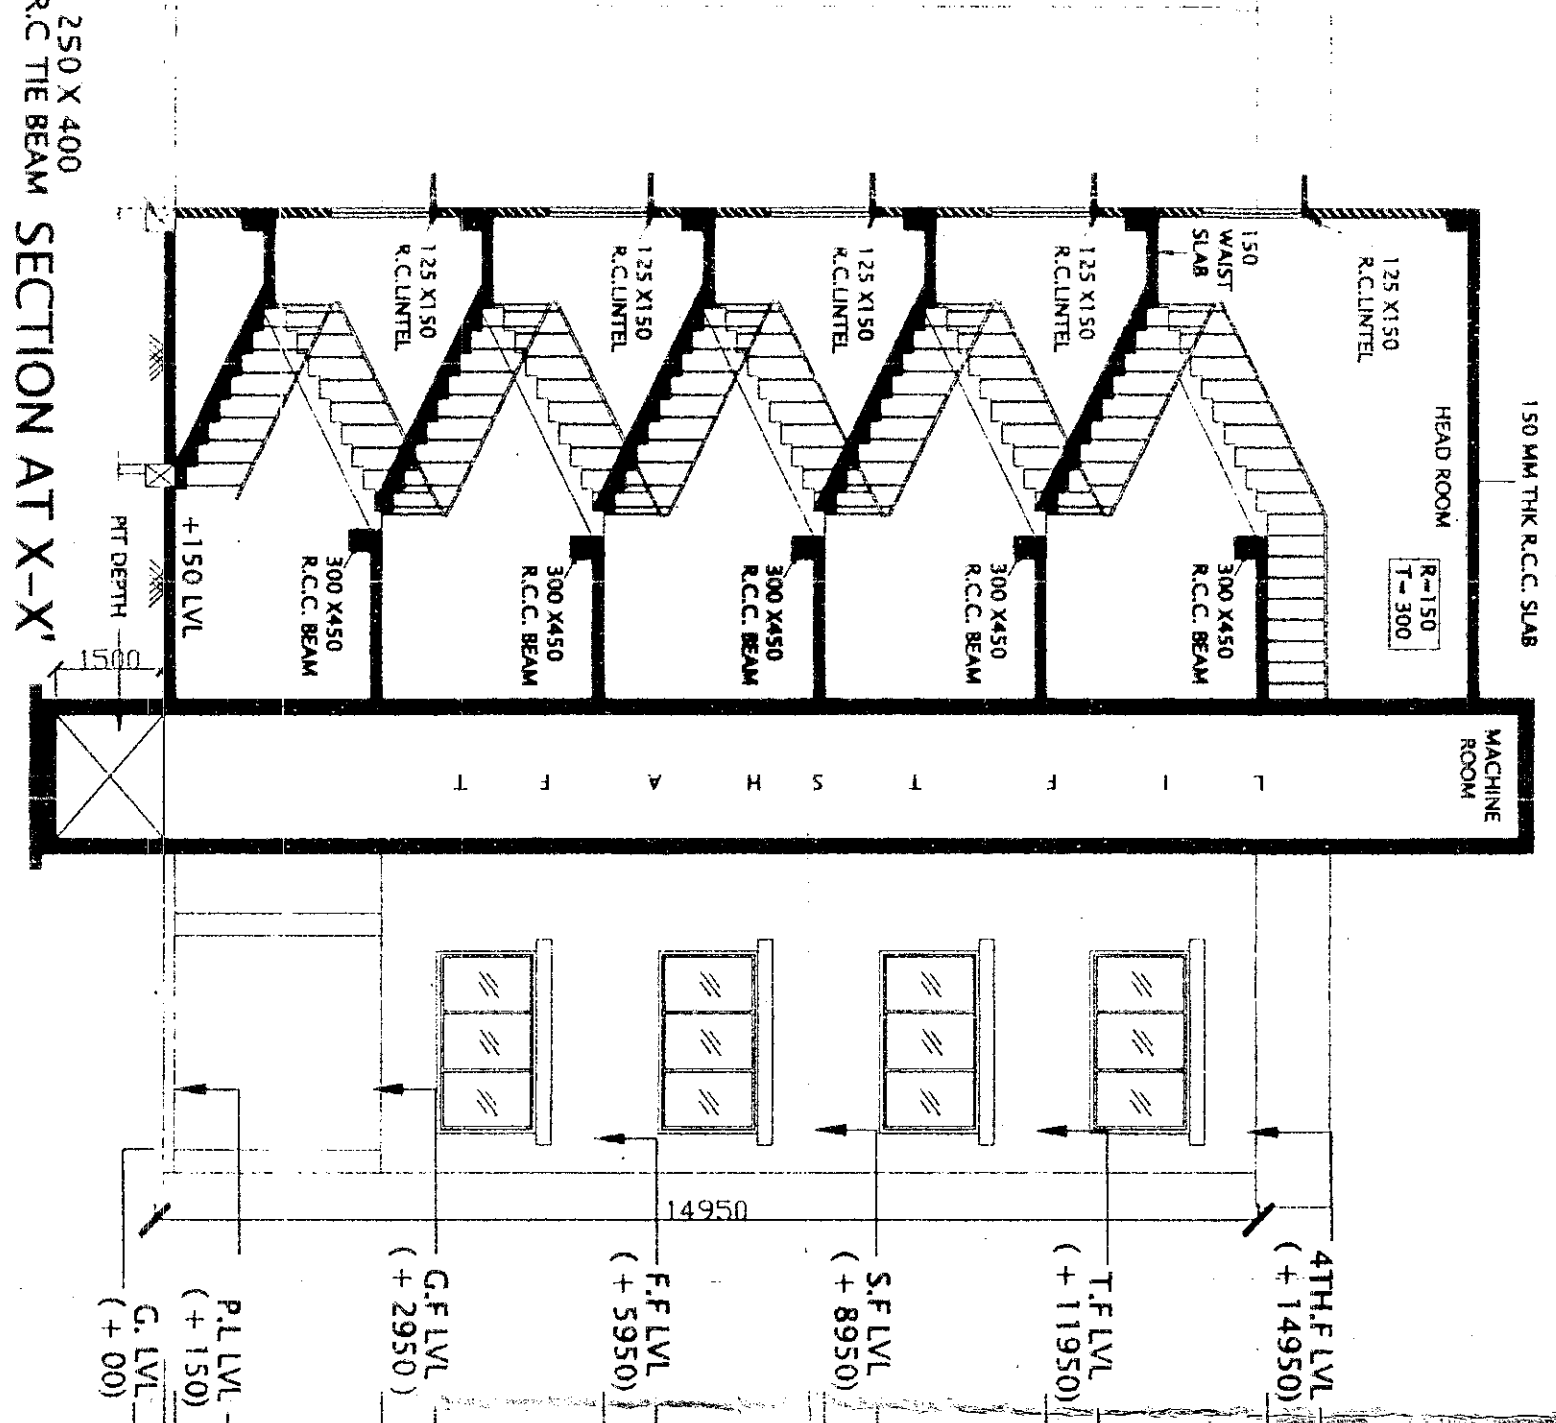 150 MM THK R.C.C. SLAB
MACHINE
ROOM
HEAD ROOM
R=150
T= 300
125 X150
R.C.LINTEL
150
WAIST
SLAB
300 X450
R.C.C. BEAM
4TH.F LVL
(+ 14950)
125 X150
R.C.LINTEL
300 X450
R.C.C. BEAM
T.F LVL
(+ 11950)
125 X150
R.C.LINTEL
300 X450
R.C.C. BEAM
S.F LVL
(+ 8950)
125 X150
R.C.LINTEL
300 X450
R.C.C. BEAM
F.F LVL
(+ 5950)
125 X150
R.C.LINTEL
300 X450
R.C.C. BEAM
G.F LVL
(+ 2950)
LIFT SHAFT
14950
+150 LVL
P.L LVL
(+ 150)
G. LVL
(+ 00)
PIT DEPTH
1500
250 X 400
R.C TIE BEAM
SECTION AT X-X'